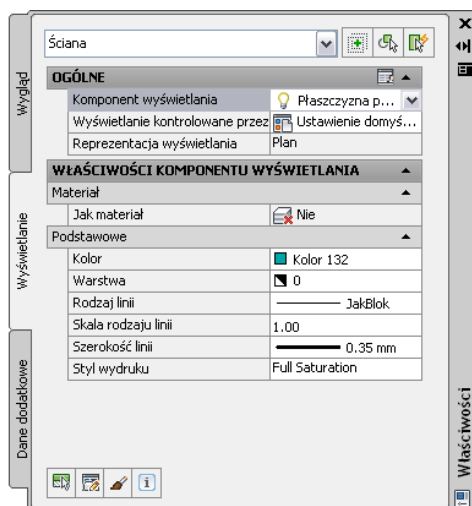 Ściana
Wygląd
OGÓLNE
Komponent wyświetlania Płaszczyzna p...
Wyświetlanie kontrolowane przez Ustawienie domyś...
Reprezentacja wyświetlania Plan
WŁAŚCIWOŚCI KOMPONENTU WYŚWIETLANIA
Materiał
Jak materiał Nie
Wyświetlanie
Podstawowe
Kolor Kolor 132
Warstwa 0
Rodzaj linii JakBlok
Skala rodzaju linii 1.00
Szerokość linii 0.35 mm
Styl wydruku Full Saturation
Dane dodatkowe
Właściwości